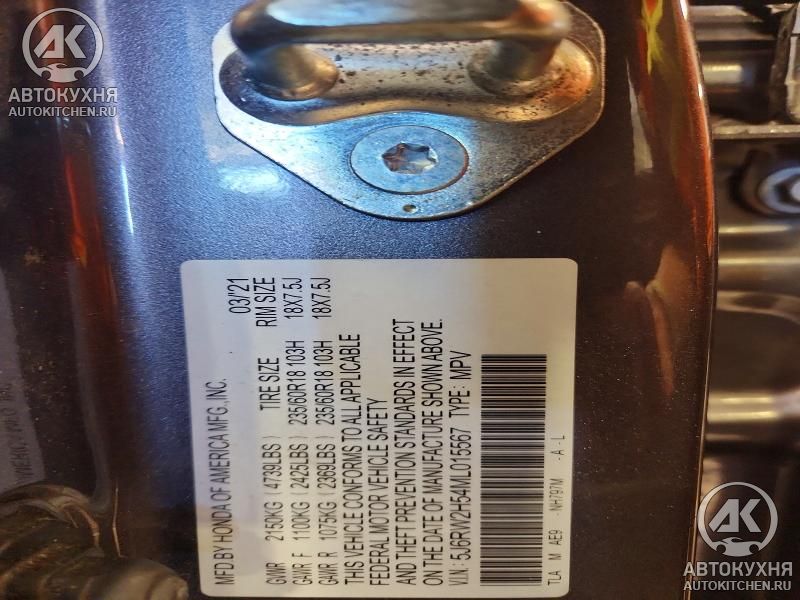 AK
АВТОКУХНЯ
AUTOKITCHEN.RU
MFD.BY HONDA OF AMERICA MFG.,INC. 03/21
TIRE SIZE RIM SIZE
GVWR 2150KG (4739LBS)
GAWR F 1100KG (2425LBS) 235/60R18 103H 18X7.5J
GAWR R 1075KG (2369LBS) 235/60R18 103H 18X7.5J
THIS VEHICLE CONFORMS TO ALL APPLICABLE
FEDERAL MOTOR VEHICLE SAFETY
AND THEFT PREVENTION STANDARDS IN EFFECT
ON THE DATE OF MANUFACTURE SHOWN ABOVE.
V.I.N: 5J6RW2H54ML015567 TYPE: MPV
TLA M AE9 -NH797M -A -L
AK
АВТОКУХНЯ
AUTOKITCHEN.RU